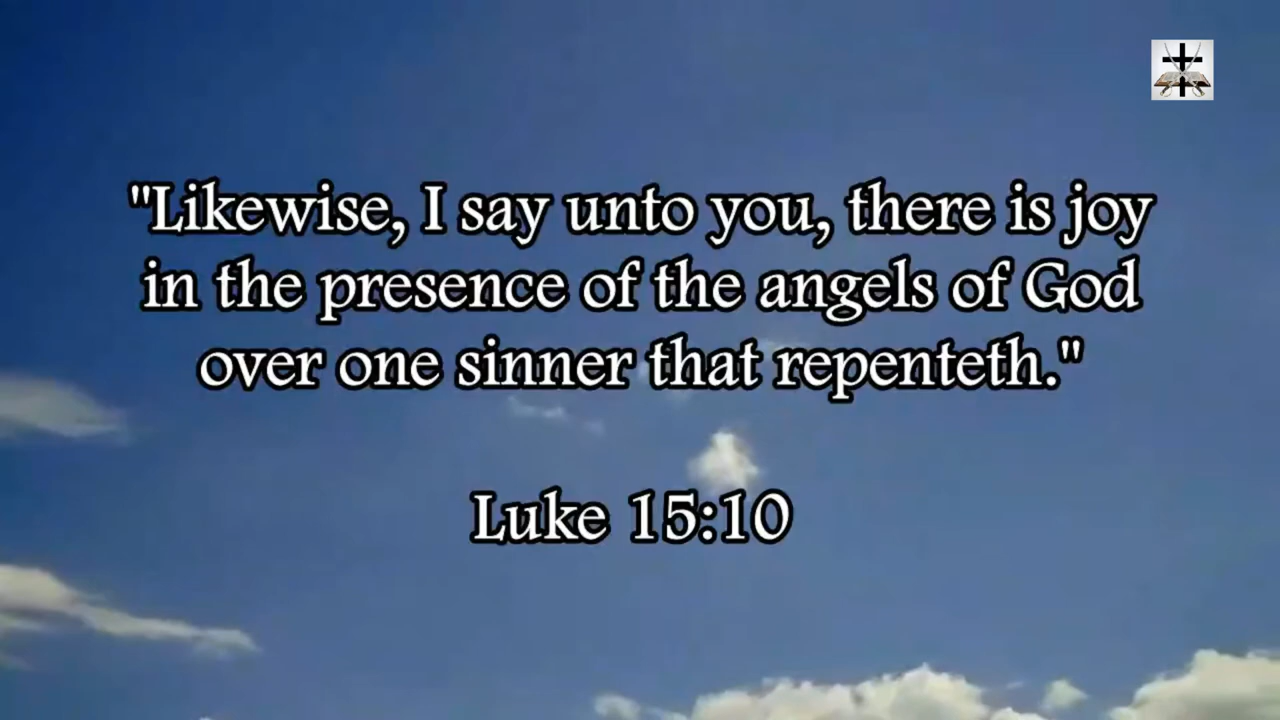 "Likewise, I say unto you, there is joy
in the presence of the angels of God
over one sinner that repenteth."
Luke 15:10